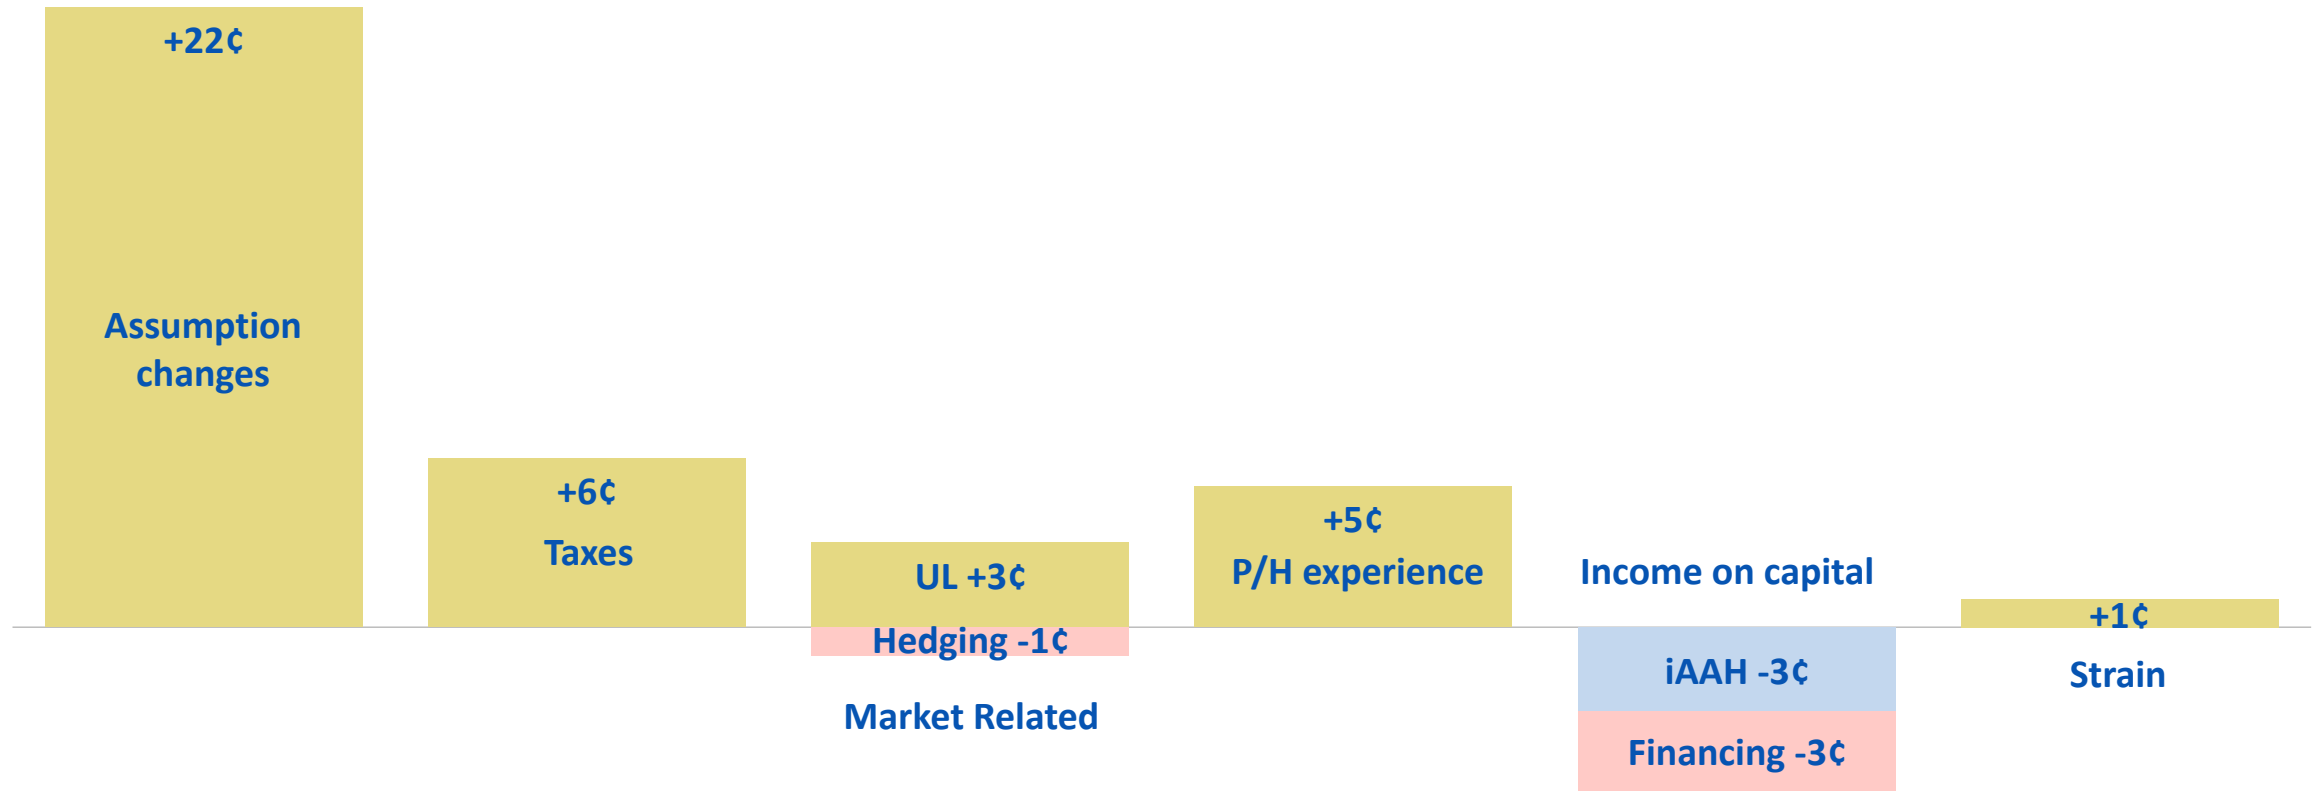 +22¢
Assumption
changes
+6¢
Taxes
UL +3¢
Hedging -1¢
Market Related
+5¢
P/H experience
Income on capital
iAAH -3¢
Financing -3¢
+1¢
Strain